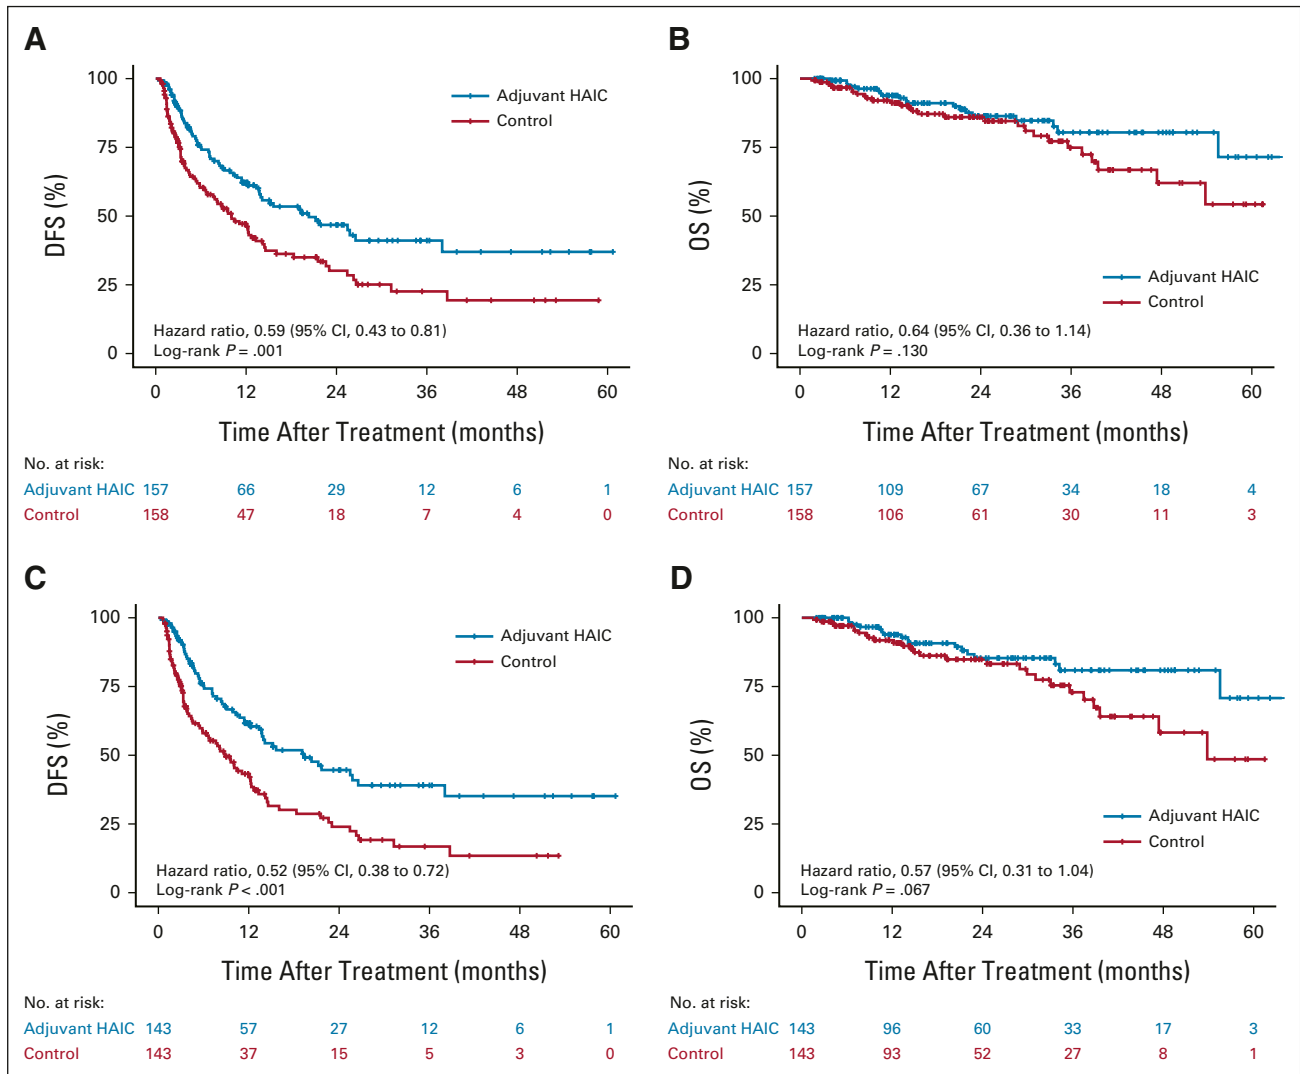 A
DFS (%)
100
75
50
25
0
Adjuvant HAIC
Control
Hazard ratio, 0.59 (95% CI, 0.43 to 0.81)
Log-rank P = .001
0 12 24 36 48 60
Time After Treatment (months)
No. at risk:
Adjuvant HAIC 157 66 29 12 6 1
Control 158 47 18 7 4 0
B
OS (%)
100
75
50
25
0
Adjuvant HAIC
Control
Hazard ratio, 0.64 (95% CI, 0.36 to 1.14)
Log-rank P = .130
0 12 24 36 48 60
Time After Treatment (months)
No. at risk:
Adjuvant HAIC 157 109 67 34 18 4
Control 158 106 61 30 11 3
C
DFS (%)
100
75
50
25
0
Adjuvant HAIC
Control
Hazard ratio, 0.52 (95% CI, 0.38 to 0.72)
Log-rank P < .001
0 12 24 36 48 60
Time After Treatment (months)
No. at risk:
Adjuvant HAIC 143 57 27 12 6 1
Control 143 37 15 5 3 0
D
OS (%)
100
75
50
25
0
Adjuvant HAIC
Control
Hazard ratio, 0.57 (95% CI, 0.31 to 1.04)
Log-rank P = .067
0 12 24 36 48 60
Time After Treatment (months)
No. at risk:
Adjuvant HAIC 143 96 60 33 17 3
Control 143 93 52 27 8 1